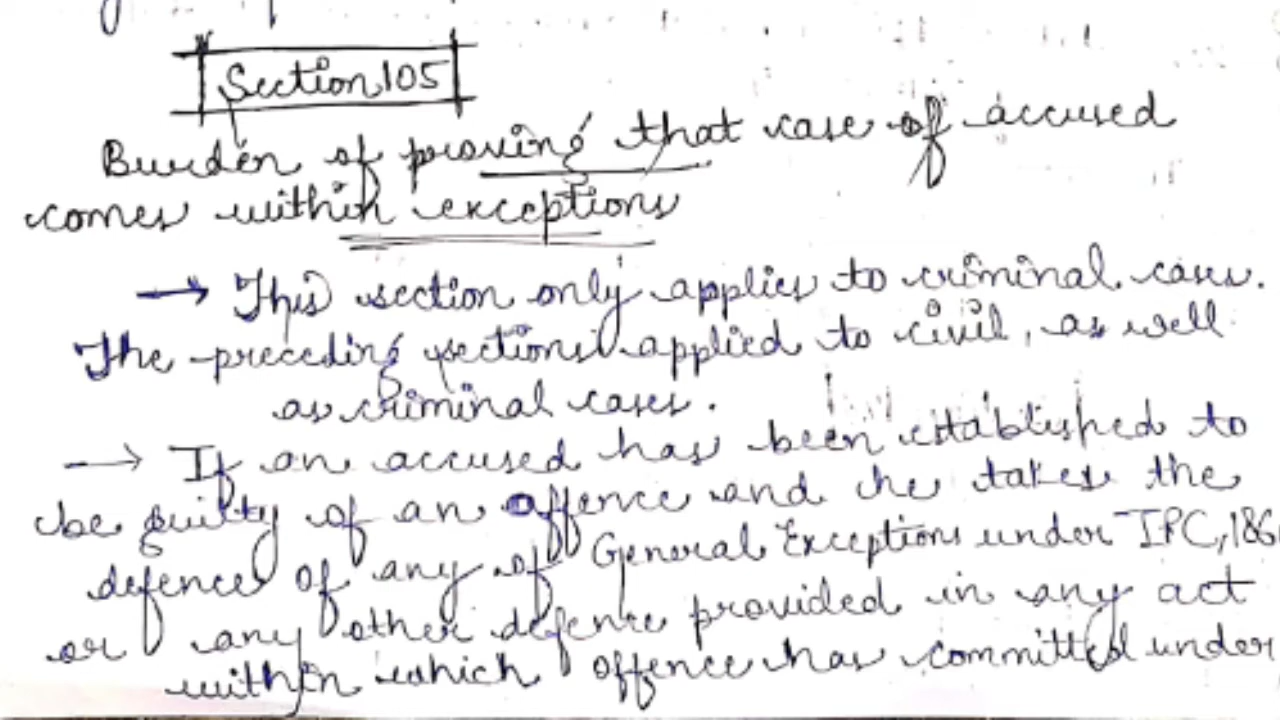 Section 105
Burden of proving that case of accused
comes within exceptions
→ This section only applies to criminal cases.
The preceding sections applied to civil, as well
as criminal cases.
→ If an accused has been established to
be guilty of an offence and he takes the
defence of any of General Exceptions under IPC, 186
or any other defence provided in any act
within which offence has committed under